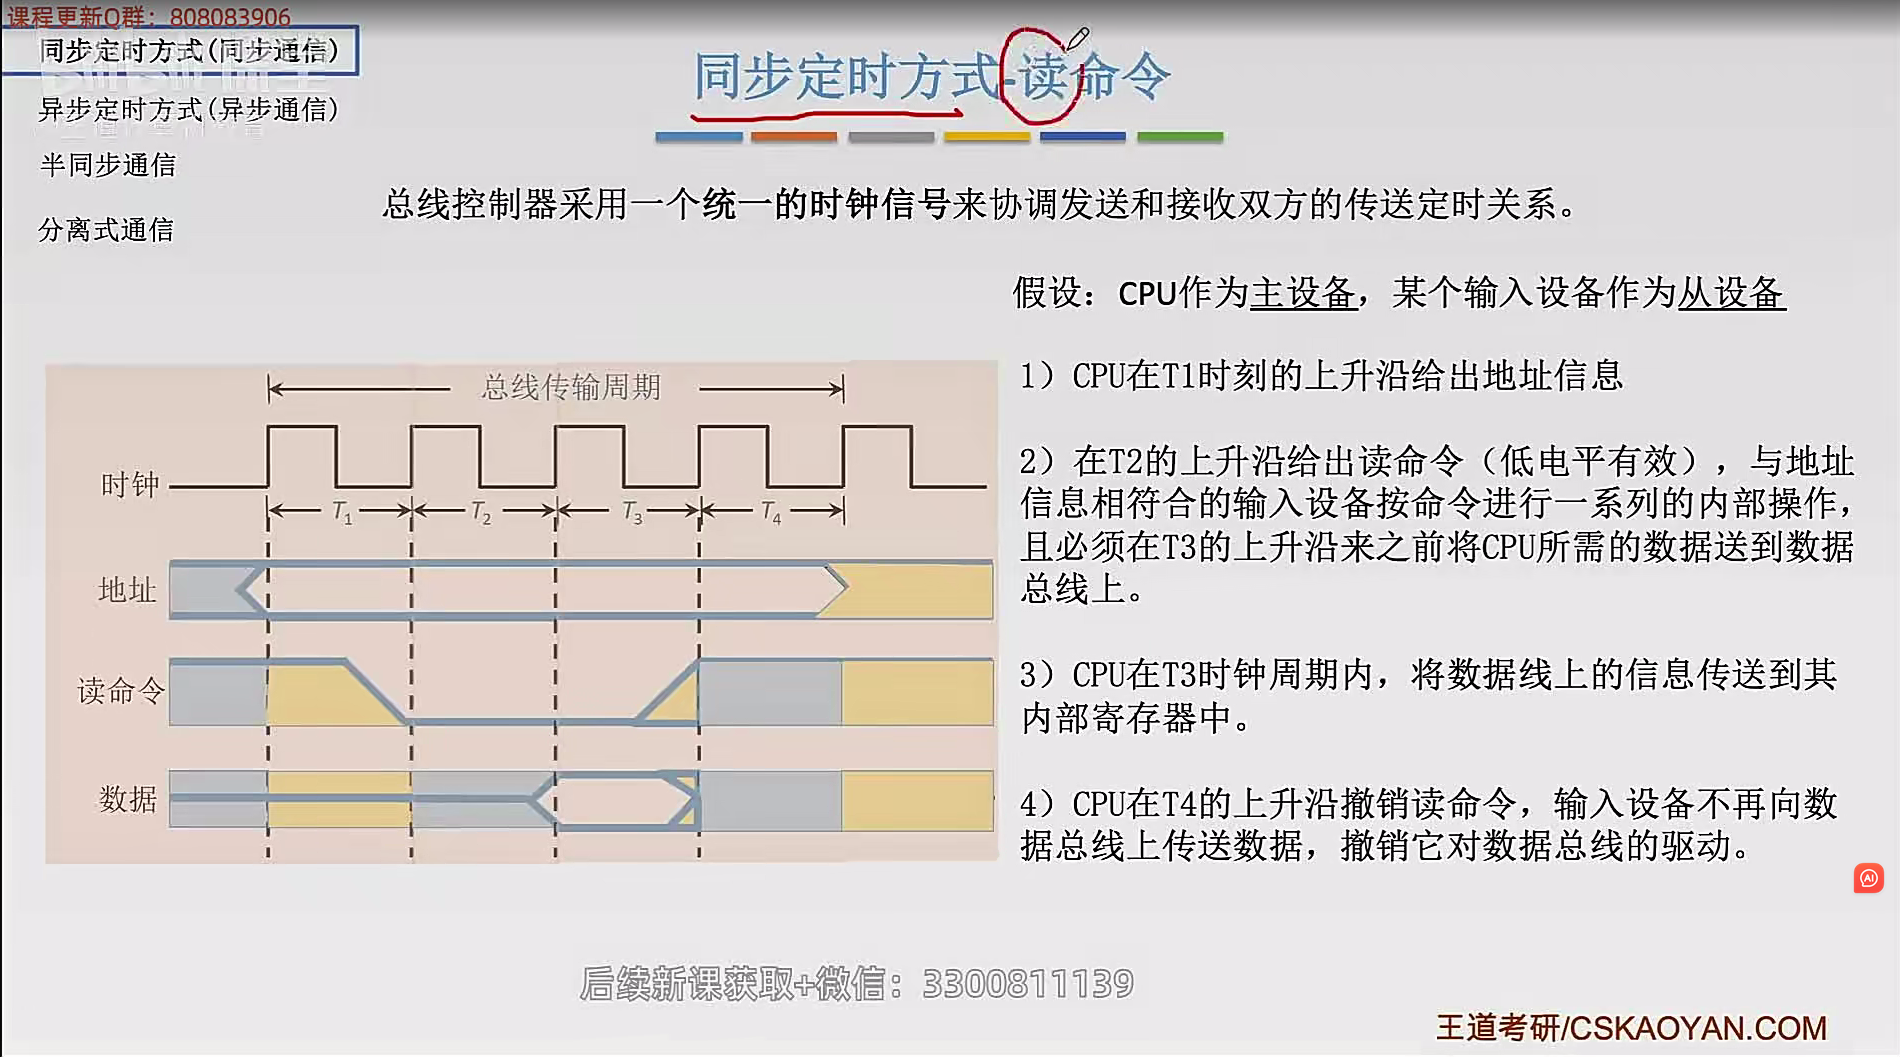 课程更新Q群：808083906
同步定时方式(同步通信)
异步定时方式(异步通信)
半同步通信
分离式通信
同步定时方式-读命令
总线控制器采用一个统一的时钟信号来协调发送和接收双方的传送定时关系。
假设：CPU作为主设备，某个输入设备作为从设备
总线传输周期
时钟
T1 T2 T3 T4
地址
读命令
数据
1）CPU在T1时刻的上升沿给出地址信息
2）在T2的上升沿给出读命令（低电平有效），与地址
信息相符合的输入设备按命令进行一系列的内部操作，
且必须在T3的上升沿来之前将CPU所需的数据送到数据
总线上。
3）CPU在T3时钟周期内，将数据线上的信息传送到其
内部寄存器中。
4）CPU在T4的上升沿撤销读命令，输入设备不再向数
据总线上传送数据，撤销它对数据总线的驱动。
AI
后续新课获取+微信：3300811139
王道考研/CSKAOYAN.COM